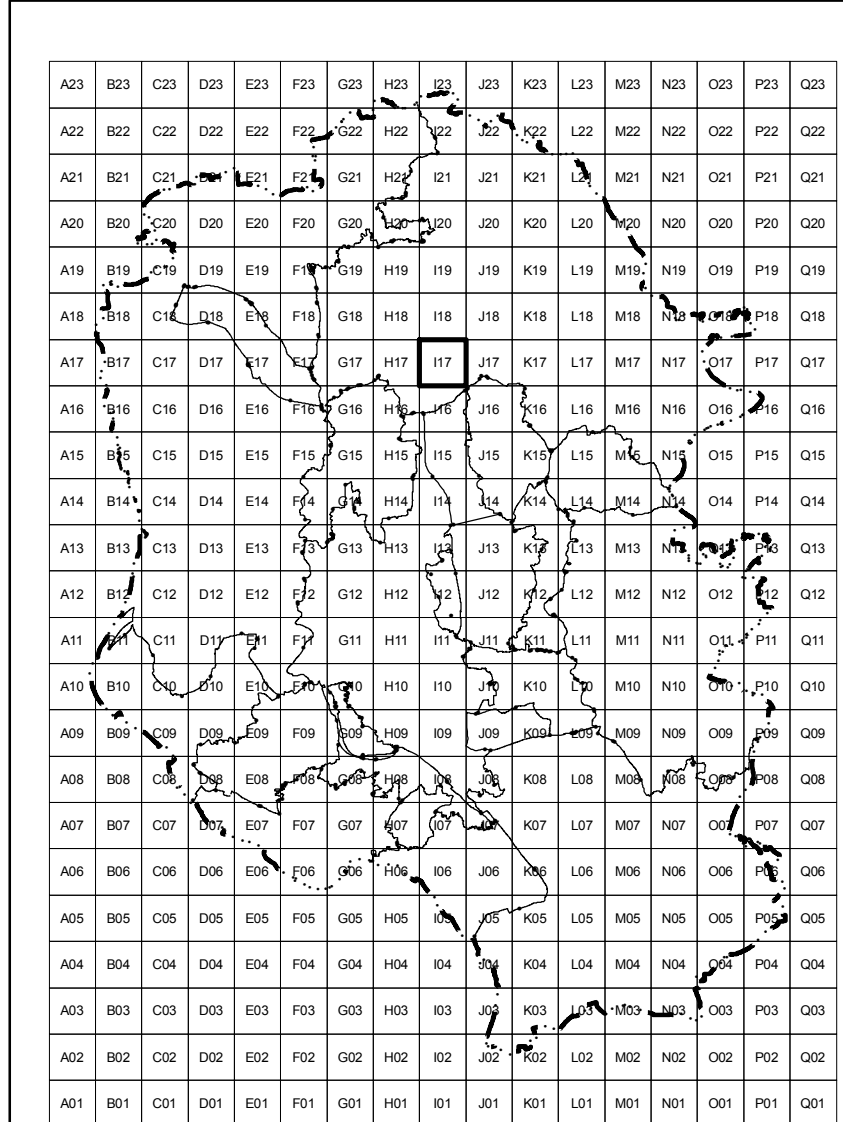 A23 B23 C23 D23 E23 F23 G23 H23 I23 J23 K23 L23 M23 N23 O23 P23 Q23
A22 B22 C22 D22 E22 F22 G22 H22 I22 J22 K22 L22 M22 N22 O22 P22 Q22
A21 B21 C21 D21 E21 F21 G21 H21 I21 J21 K21 L21 M21 N21 O21 P21 Q21
A20 B20 C20 D20 E20 F20 G20 H20 I20 J20 K20 L20 M20 N20 O20 P20 Q20
A19 B19 C19 D19 E19 F19 G19 H19 I19 J19 K19 L19 M19 N19 O19 P19 Q19
A18 B18 C18 D18 E18 F18 G18 H18 I18 J18 K18 L18 M18 N18 O18 P18 Q18
A17 B17 C17 D17 E17 F17 G17 H17 I17 J17 K17 L17 M17 N17 O17 P17 Q17
A16 B16 C16 D16 E16 F16 G16 H16 I16 J16 K16 L16 M16 N16 O16 P16 Q16
A15 B15 C15 D15 E15 F15 G15 H15 I15 J15 K15 L15 M15 N15 O15 P15 Q15
A14 B14 C14 D14 E14 F14 G14 H14 I14 J14 K14 L14 M14 N14 O14 P14 Q14
A13 B13 C13 D13 E13 F13 G13 H13 I13 J13 K13 L13 M13 N13 O13 P13 Q13
A12 B12 C12 D12 E12 F12 G12 H12 I12 J12 K12 L12 M12 N12 O12 P12 Q12
A11 B11 C11 D11 E11 F11 G11 H11 I11 J11 K11 L11 M11 N11 O11 P11 Q11
A10 B10 C10 D10 E10 F10 G10 H10 I10 J10 K10 L10 M10 N10 O10 P10 Q10
A09 B09 C09 D09 E09 F09 G09 H09 I09 J09 K09 L09 M09 N09 O09 P09 Q09
A08 B08 C08 D08 E08 F08 G08 H08 I08 J08 K08 L08 M08 N08 O08 P08 Q08
A07 B07 C07 D07 E07 F07 G07 H07 I07 J07 K07 L07 M07 N07 O07 P07 Q07
A06 B06 C06 D06 E06 F06 G06 H06 I06 J06 K06 L06 M06 N06 O06 P06 Q06
A05 B05 C05 D05 E05 F05 G05 H05 I05 J05 K05 L05 M05 N05 O05 P05 Q05
A04 B04 C04 D04 E04 F04 G04 H04 I04 J04 K04 L04 M04 N04 O04 P04 Q04
A03 B03 C03 D03 E03 F03 G03 H03 I03 J03 K03 L03 M03 N03 O03 P03 Q03
A02 B02 C02 D02 E02 F02 G02 H02 I02 J02 K02 L02 M02 N02 O02 P02 Q02
A01 B01 C01 D01 E01 F01 G01 H01 I01 J01 K01 L01 M01 N01 O01 P01 Q01